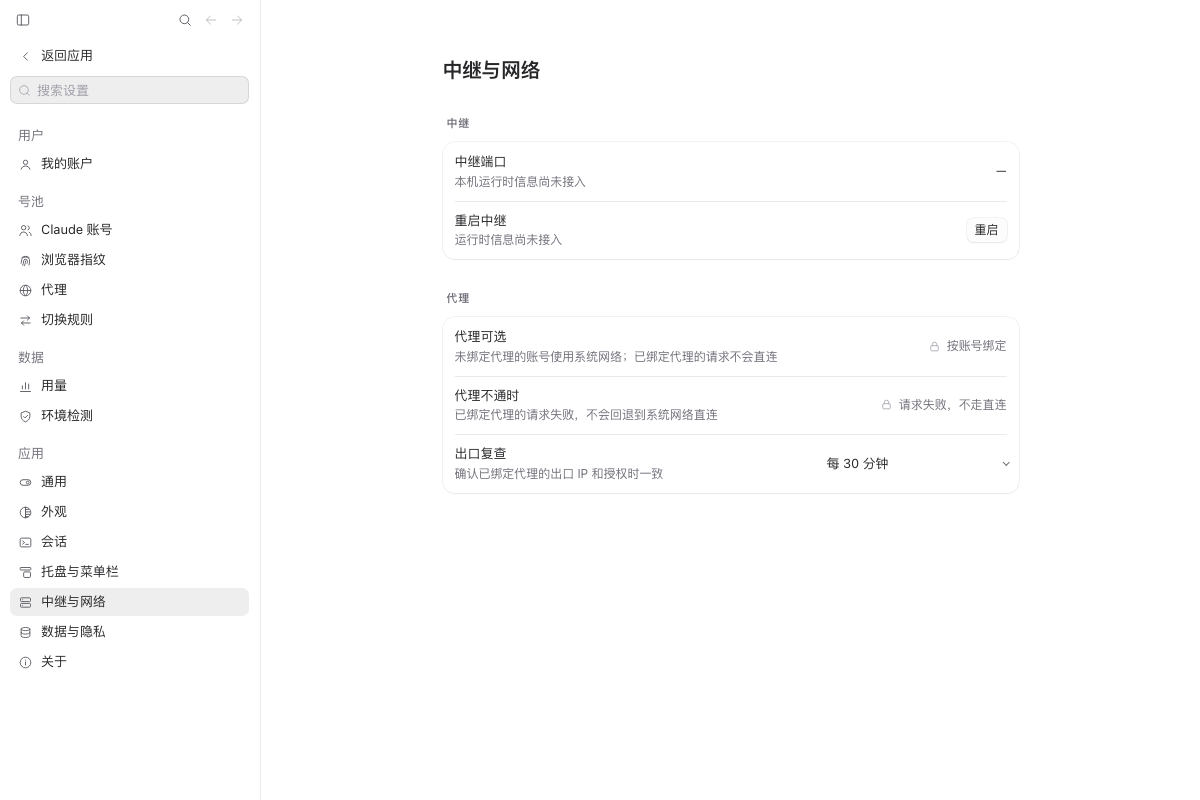 返回应用
搜索设置
用户
我的账户
号池
Claude 账号
浏览器指纹
代理
切换规则
数据
用量
环境检测
应用
通用
外观
会话
托盘与菜单栏
中继与网络
数据与隐私
关于
中继与网络
中继
中继端口
本机运行时信息尚未接入
—
重启中继
运行时信息尚未接入
重启
代理
代理可选
未绑定代理的账号使用系统网络；已绑定代理的请求不会直连
按账号绑定
代理不通时
已绑定代理的请求失败，不会回退到系统网络直连
请求失败，不走直连
出口复查
确认已绑定代理的出口 IP 和授权时一致
每 30 分钟